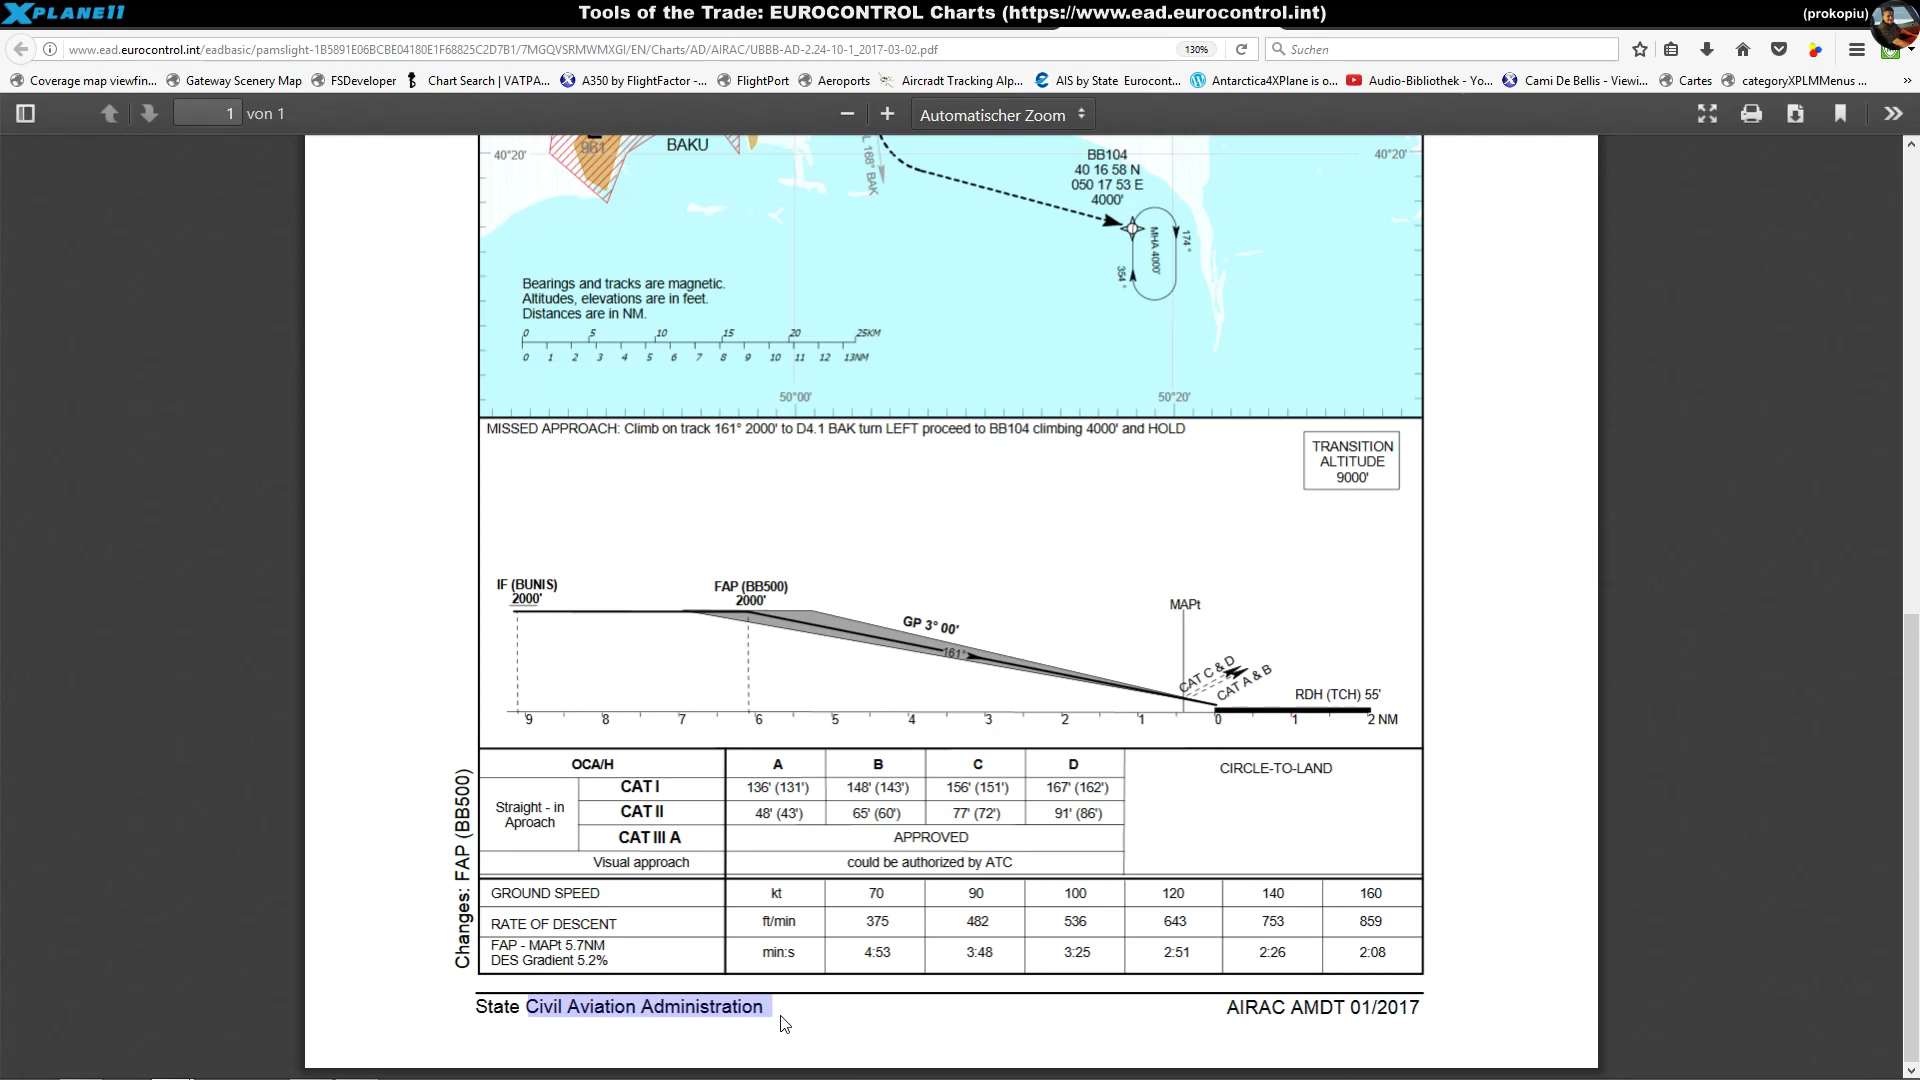 XPLANE11
Tools of the Trade: EUROCONTROL Charts (https://www.ead.eurocontrol.int)
(prokopiu)
www.ead.eurocontrol.int/eadbasic/pamslight-1B5891E06BCBE04180E1F68825C2D7B1/7MGQVSRMWMXGI/EN/Charts/AD/AIRAC/UBBB-AD-2.24-10-1_2017-03-02.pdf
130%
Suchen
Coverage map viewfin...
Gateway Scenery Map
FSDeveloper
Chart Search | VATPA...
A350 by FlightFactor -...
FlightPort
Aeroports
Aircradt Tracking Alp...
AIS by State Eurocont...
Antarctica4XPlane is o...
Audio-Bibliothek - Yo...
Cami De Bellis - Viewi...
Cartes
categoryXPLMMenus ...
1 von 1
Automatischer Zoom
40°20'
961
BAKU
L 168° BAK
BB104
40 16 58 N
050 17 53 E
4000'
40°20'
MHA 4000'
174°
354°
Bearings and tracks are magnetic.
Altitudes, elevations are in feet.
Distances are in NM.
0 5 10 15 20 25KM
0 1 2 3 4 5 6 7 8 9 10 11 12 13NM
50°00'
50°20'
MISSED APPROACH: Climb on track 161° 2000' to D4.1 BAK turn LEFT proceed to BB104 climbing 4000' and HOLD
TRANSITION
ALTITUDE
9000'
IF (BUNIS)
2000'
FAP (BB500)
2000'
GP 3° 00'
161°
MAPt
CAT C & D
CAT A & B
RDH (TCH) 55'
9 8 7 6 5 4 3 2 1 0 1 2 NM
OCA/H A B C D CIRCLE-TO-LAND
Straight - in
Aproach
CAT I 136' (131') 148' (143') 156' (151') 167' (162')
CAT II 48' (43') 65' (60') 77' (72') 91' (86')
CAT III A APPROVED
Visual approach could be authorized by ATC
GROUND SPEED kt 70 90 100 120 140 160
RATE OF DESCENT ft/min 375 482 536 643 753 859
FAP - MAPt 5.7NM
DES Gradient 5.2%
min:s 4:53 3:48 3:25 2:51 2:26 2:08
Changes: FAP (BB500)
State Civil Aviation Administration
AIRAC AMDT 01/2017